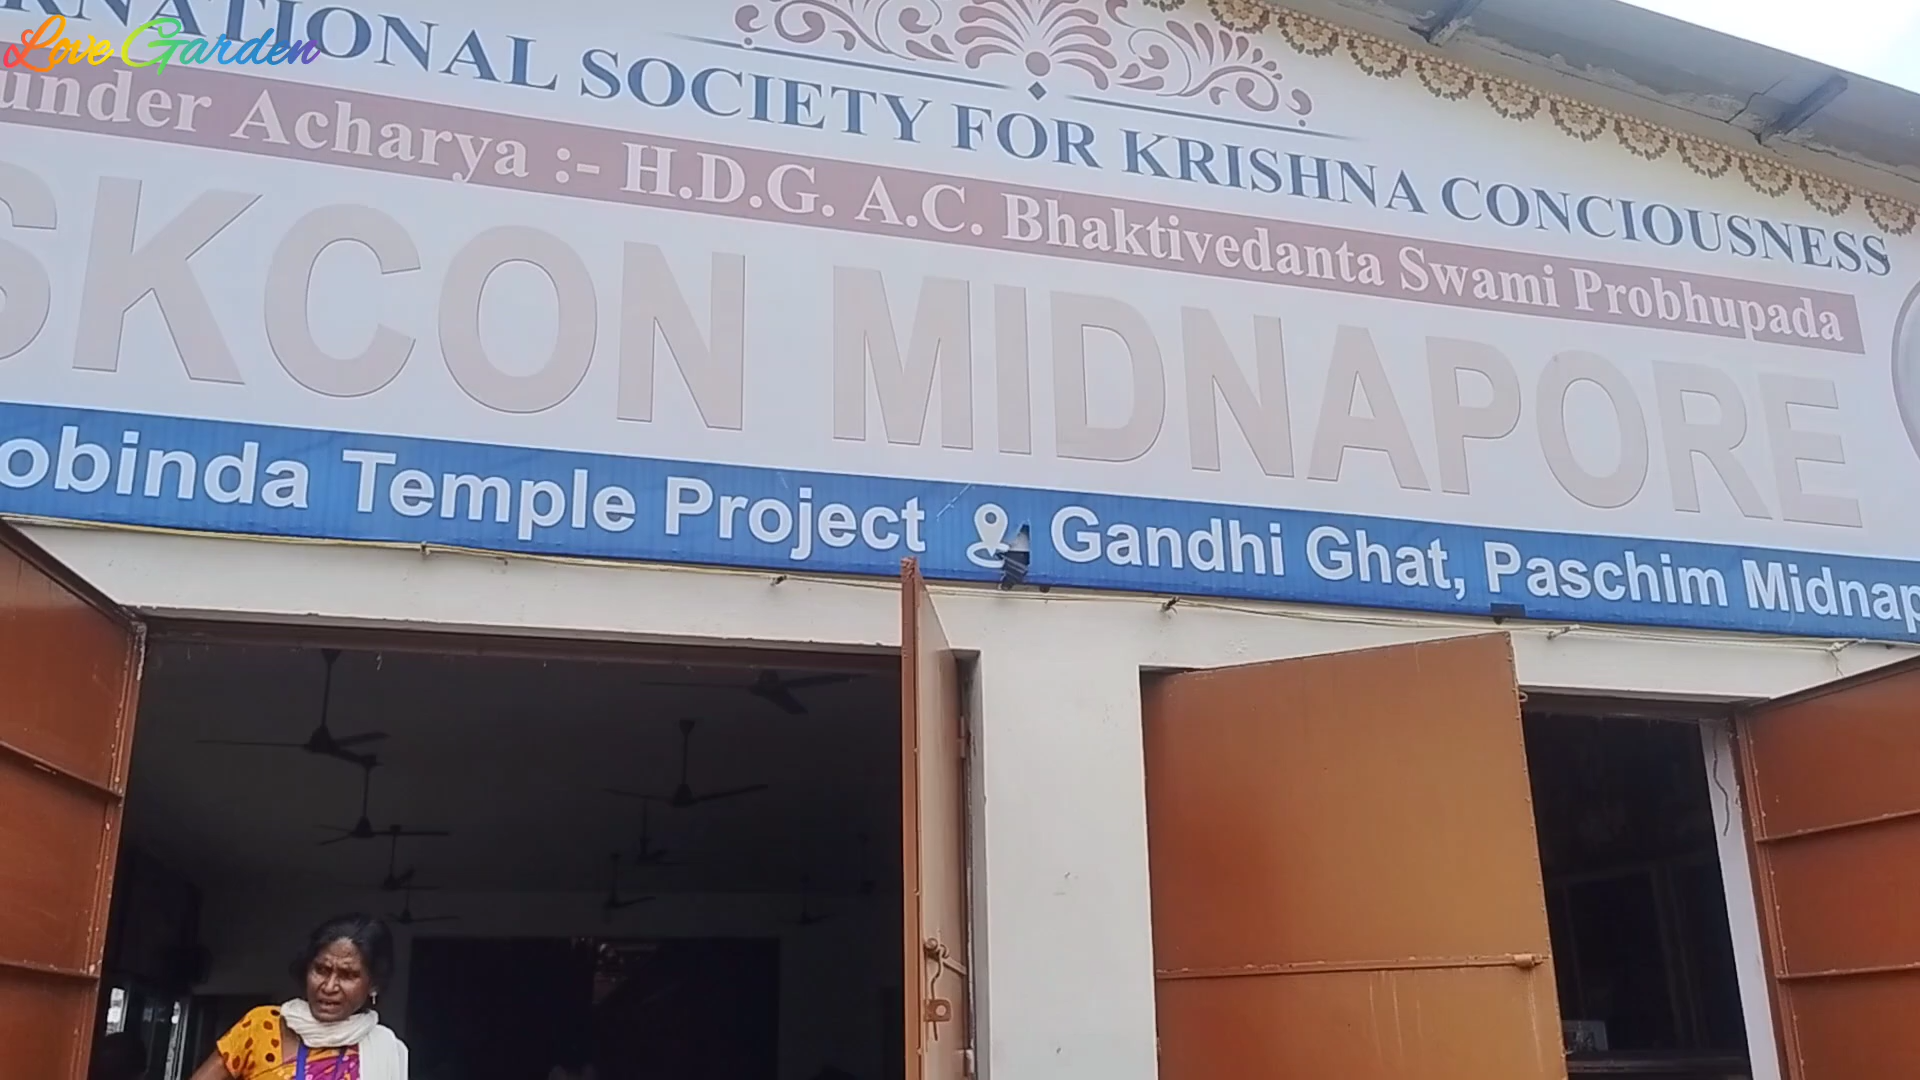 Love Garden
RNATIONAL SOCIETY FOR KRISHNA CONCIOUSNESS
under Acharya :- H.D.G. A.C. Bhaktivedanta Swami Probhupada
SKCON MIDNAPORE
obinda Temple Project Gandhi Ghat, Paschim Midnap